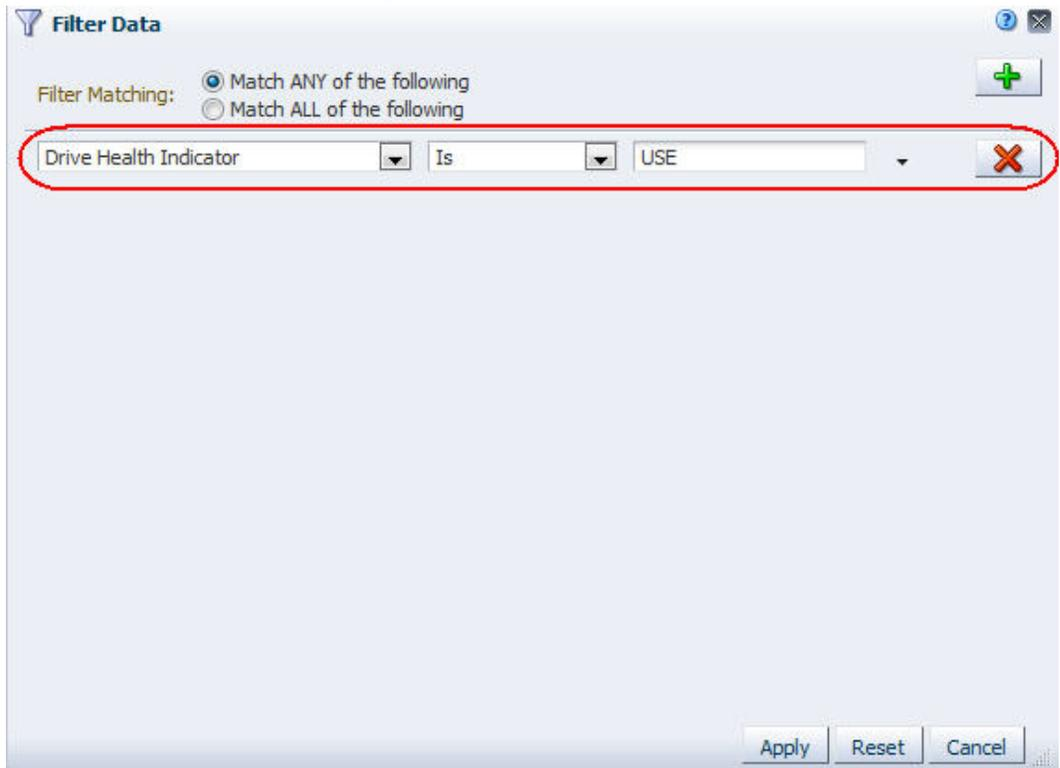 Filter Data
Filter Matching:
Match ANY of the following
Match ALL of the following
Drive Health Indicator Is USE
Apply Reset Cancel